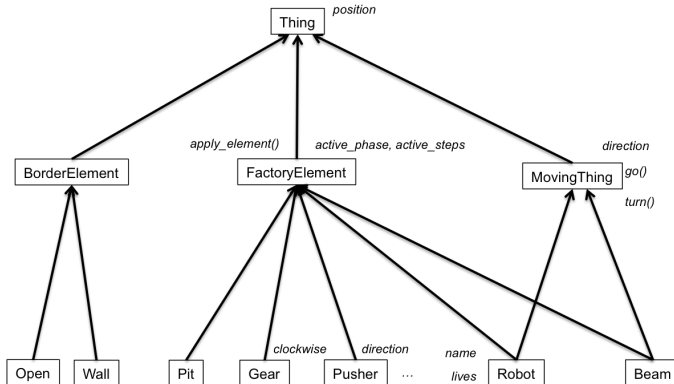 position
Thing
apply_element()
active_phase, active_steps
direction
BorderElement
FactoryElement
MovingThing
go()
turn()
clockwise
direction
name
Open
Wall
Pit
Gear
Pusher
...
lives
Robot
Beam